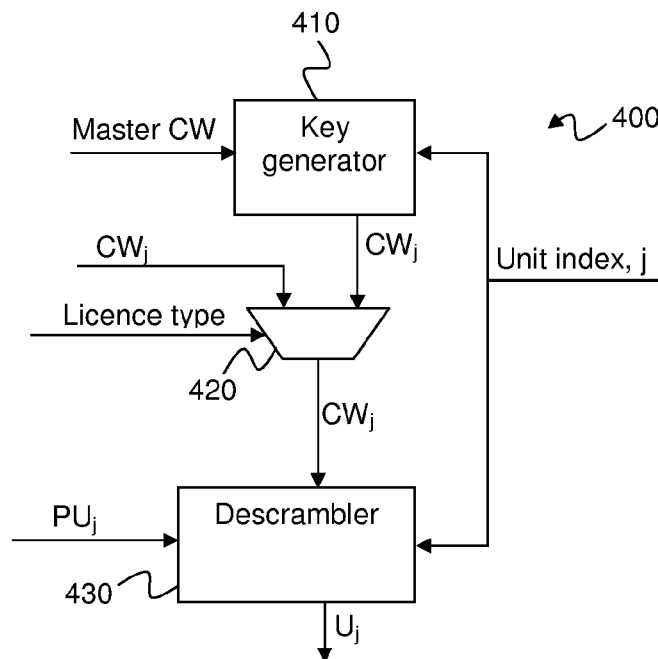 410
Master CW
Key
generator
400
CWj
CWj
Unit index, j
Licence type
420
CWj
PUj
Descrambler
430
Uj